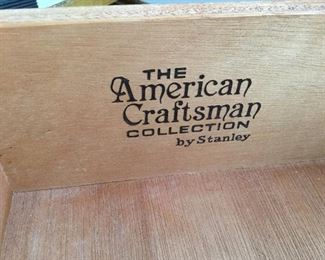 THE
American
Craftsman
COLLECTION
by Stanley